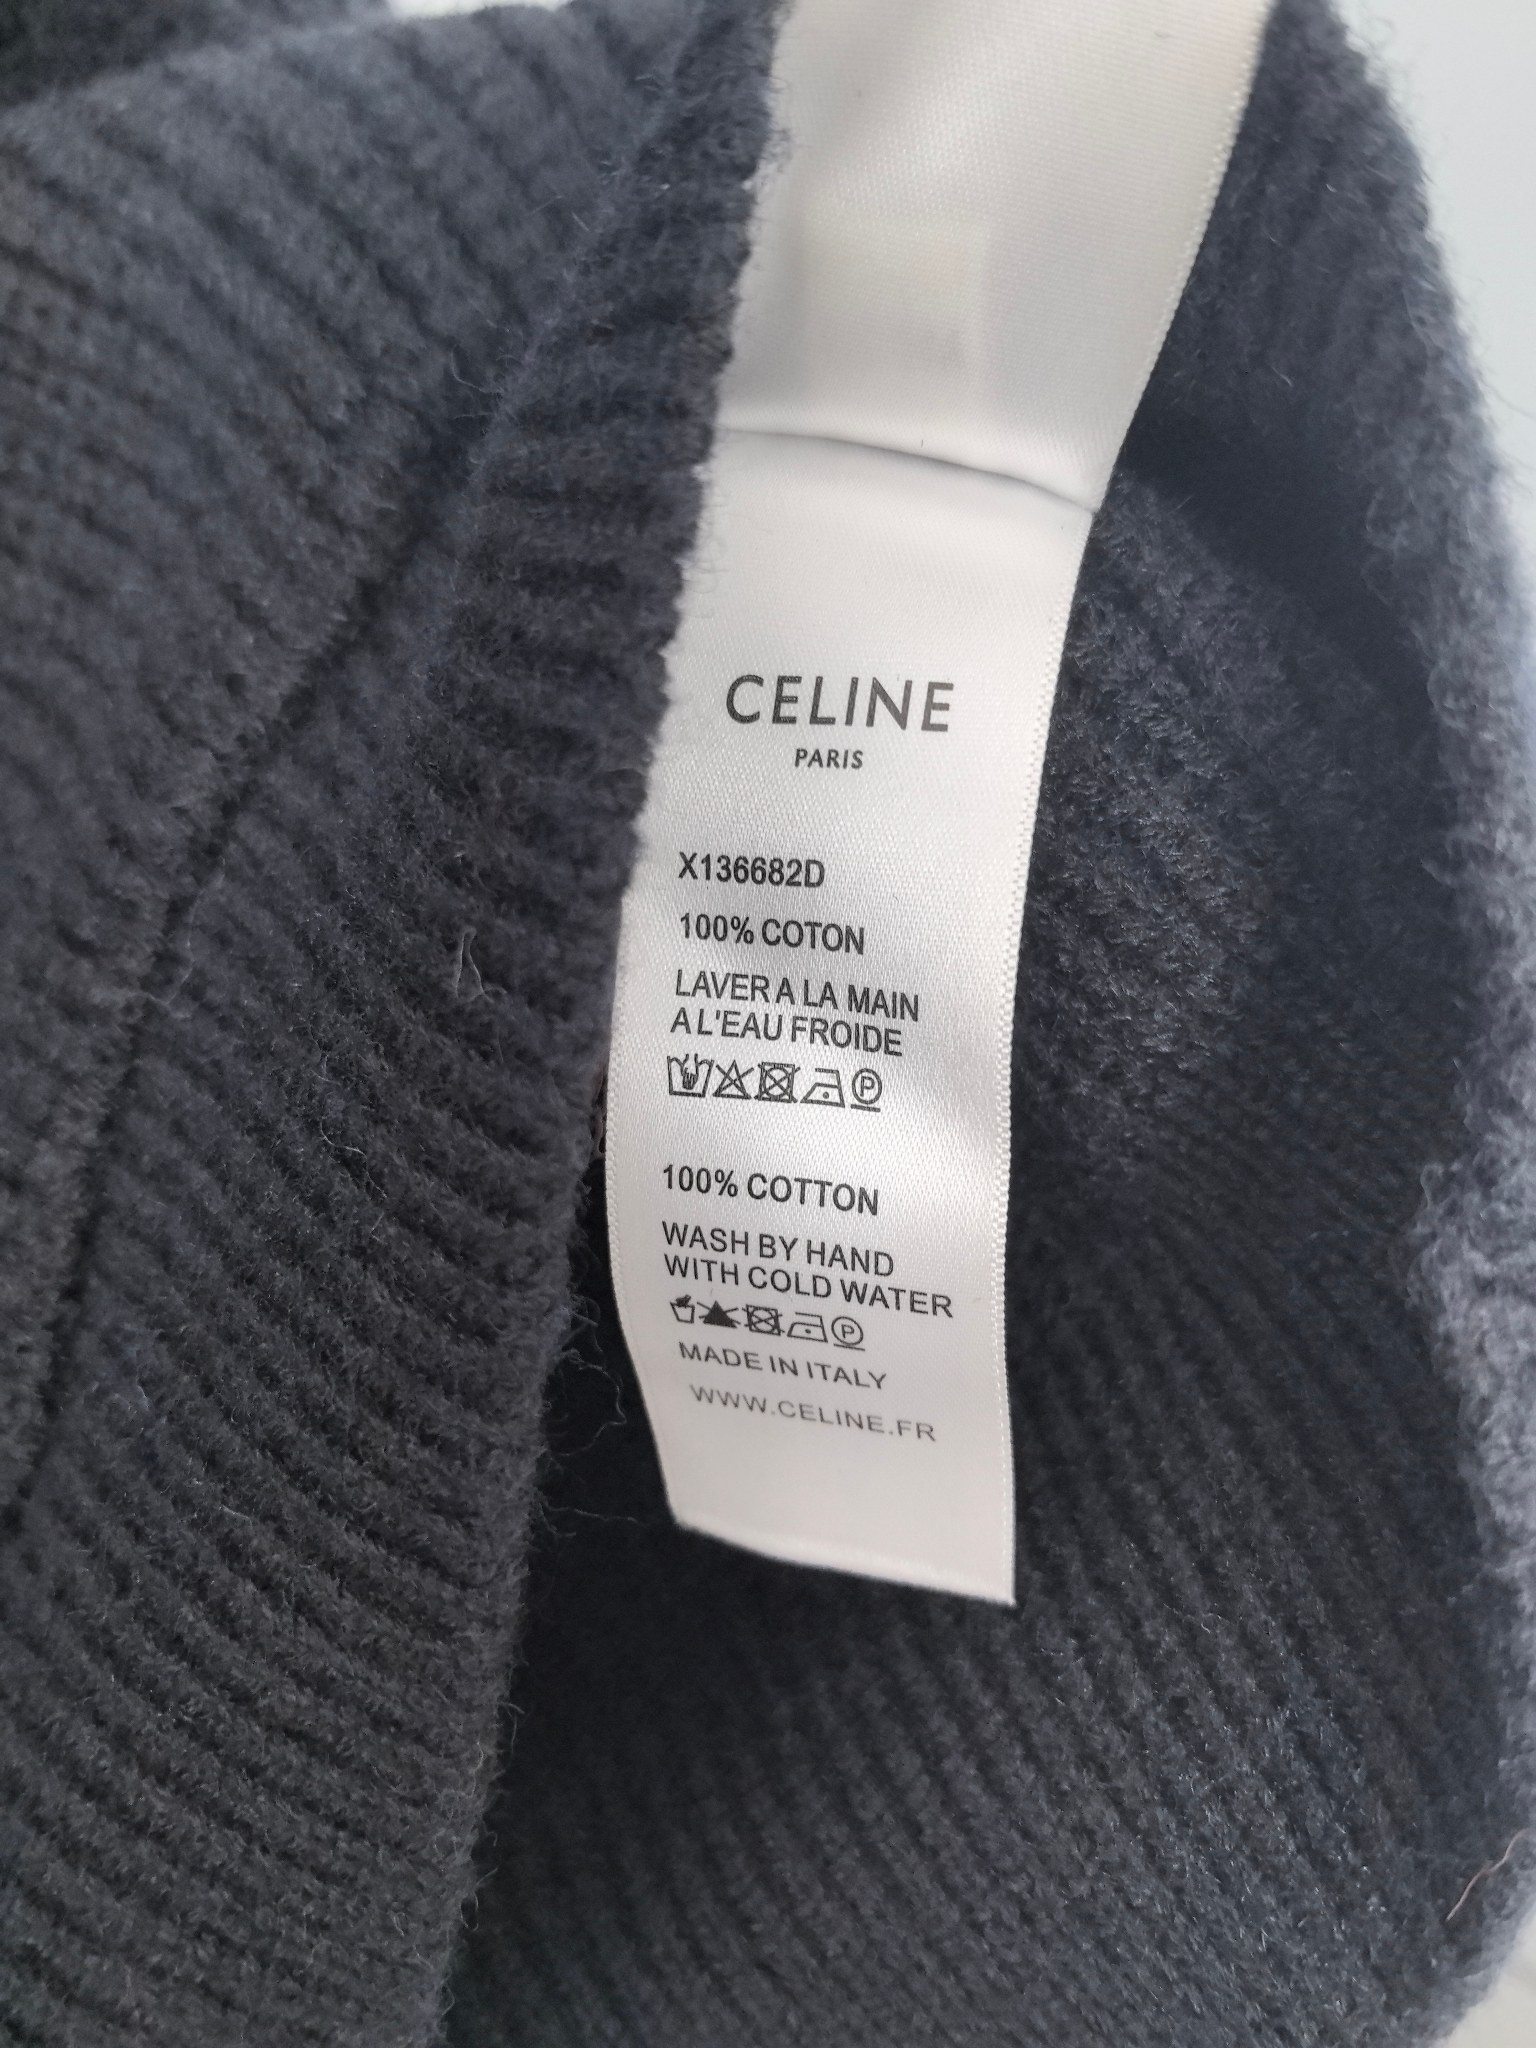 CELINE
PARIS
X136682D
100% COTON
LAVER A LA MAIN
A L'EAU FROIDE
P
100% COTTON
WASH BY HAND
WITH COLD WATER
P
MADE IN ITALY
WWW.CELINE.FR